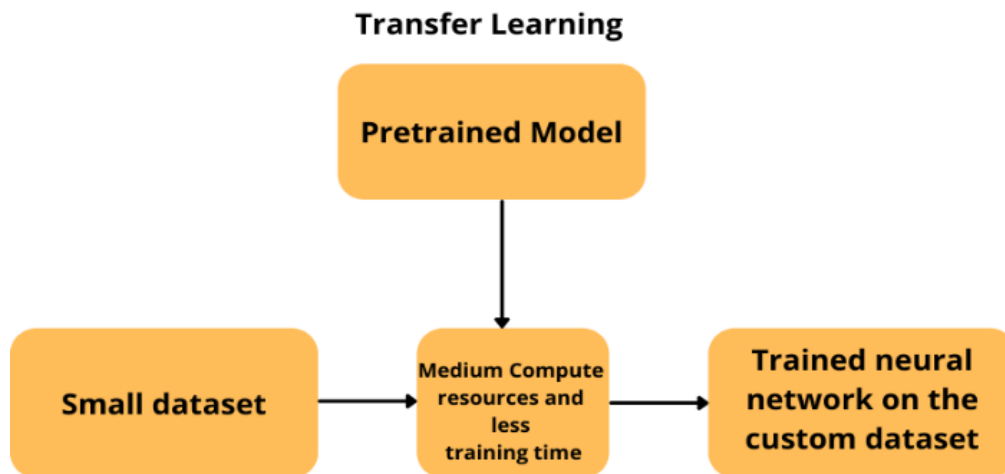 Transfer Learning
Pretrained Model
Small dataset
Medium Compute
resources and
less
training time
Trained neural
network on the
custom dataset